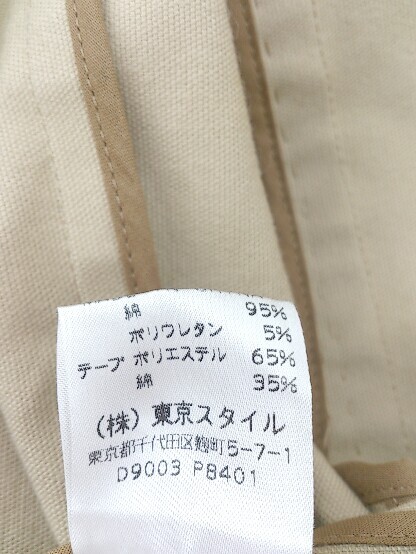 綿 95%
ポリウレタン 5%
テープ ポリエステル 65%
綿 35%
(株) 東京スタイル
東京都千代田区麹町5-7-1
D9003 P8401